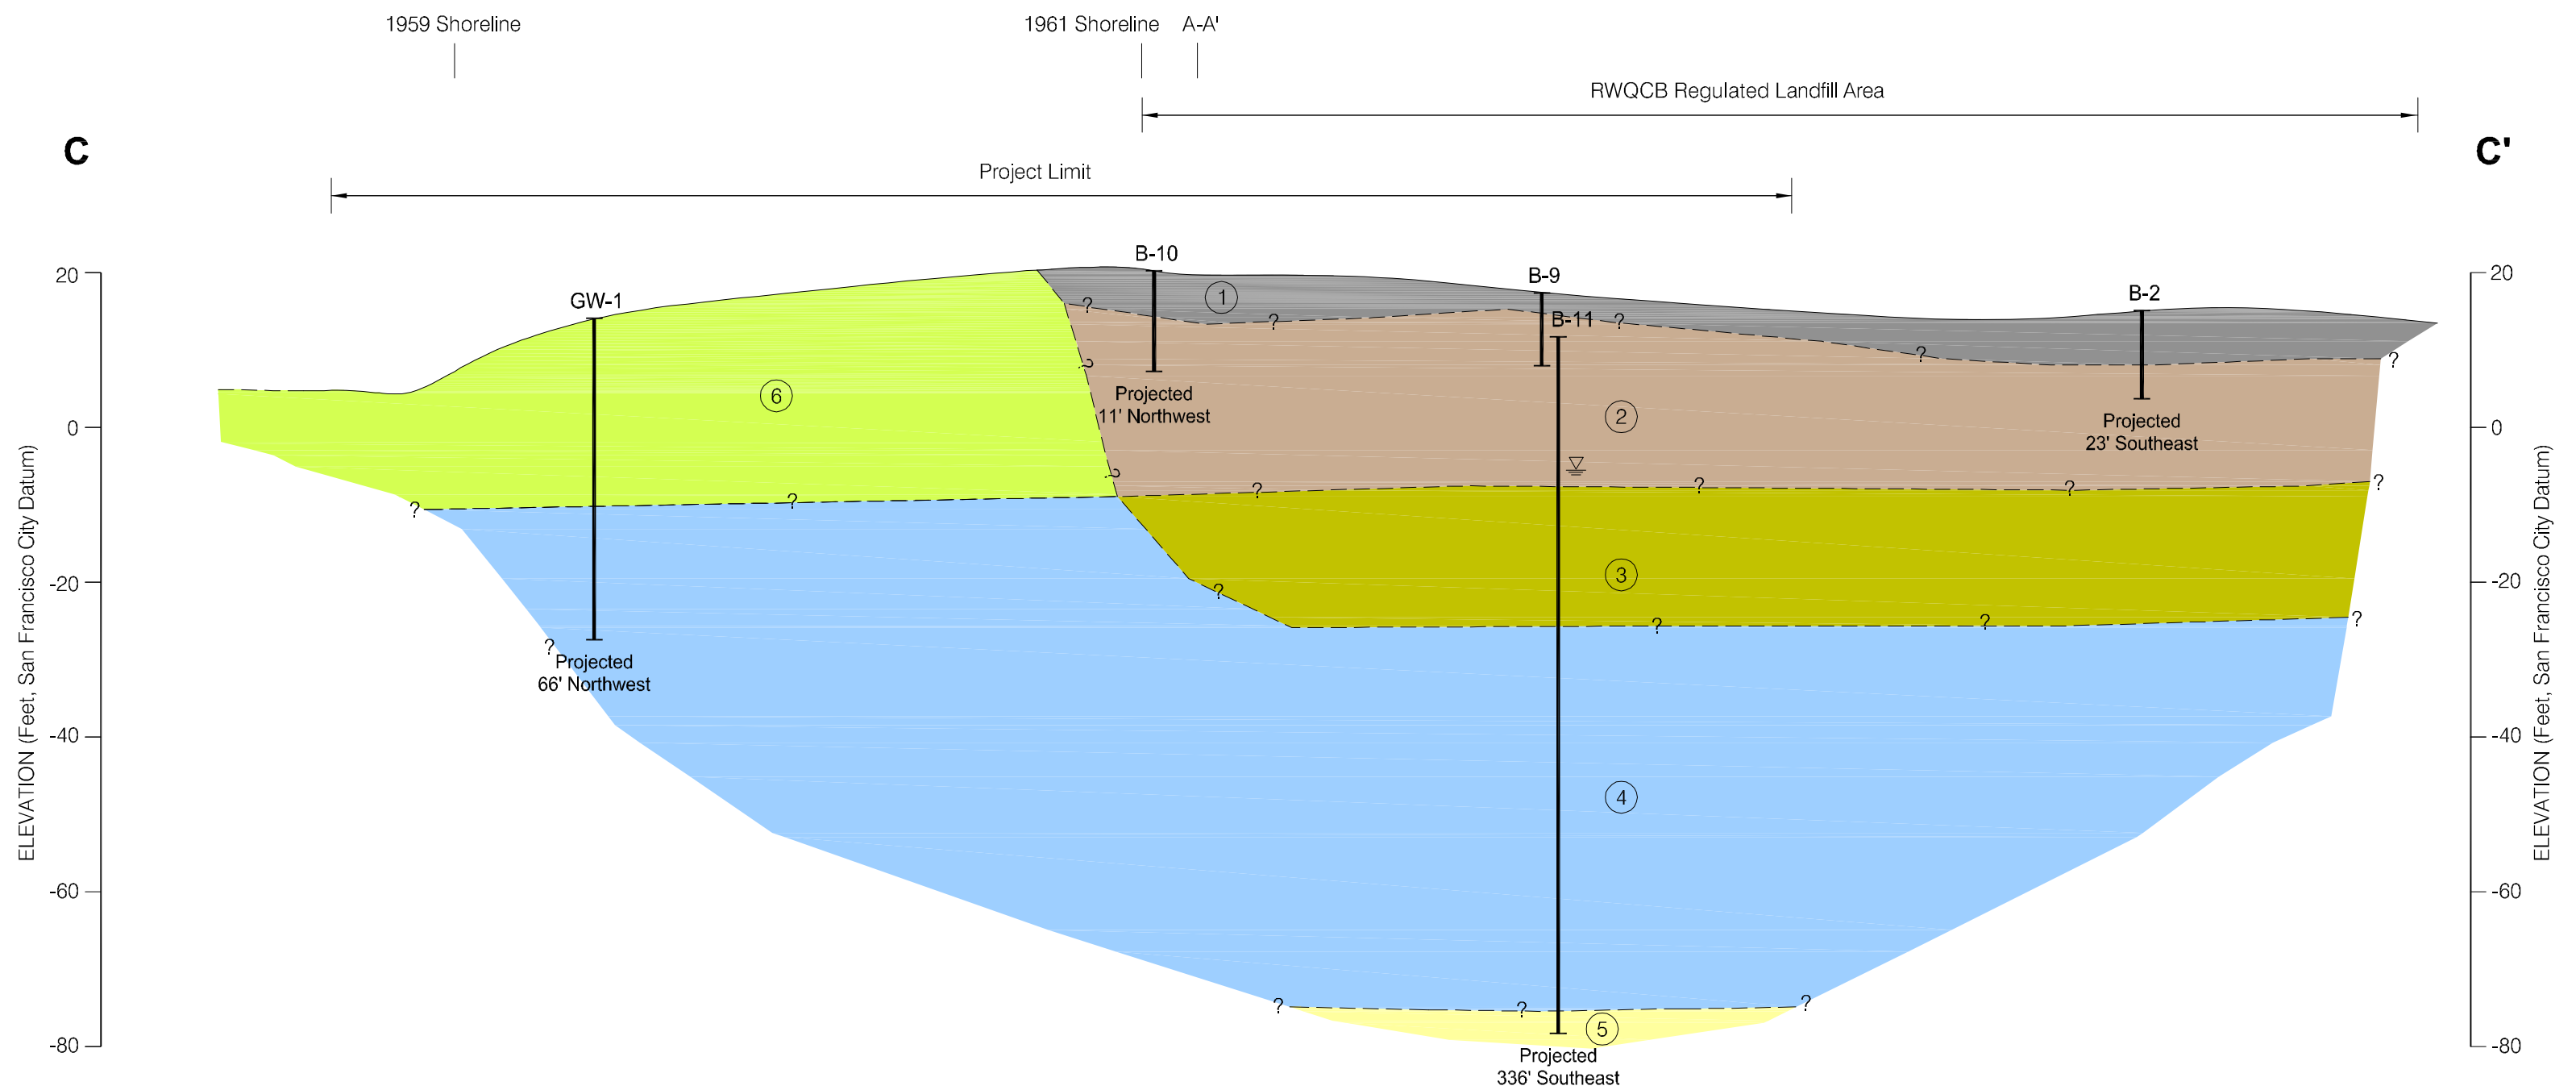 1959 Shoreline
1961 Shoreline
A-A'
RWQCB Regulated Landfill Area
C
C'
Project Limit
B-10
20
20
B-9
B-2
GW-1
1
?
?
B-11
?
?
?
?
Projected
11' Northwest
6
2
Projected
23' Southeast
0
0
?
?
?
?
?
?
?
ELEVATION (Feet, San Francisco City Datum)
ELEVATION (Feet, San Francisco City Datum)
-20
3
-20
?
?
?
?
?
Projected
66' Northwest
-40
-40
4
-60
-60
?
?
?
5
-80
-80
Projected
336' Southeast